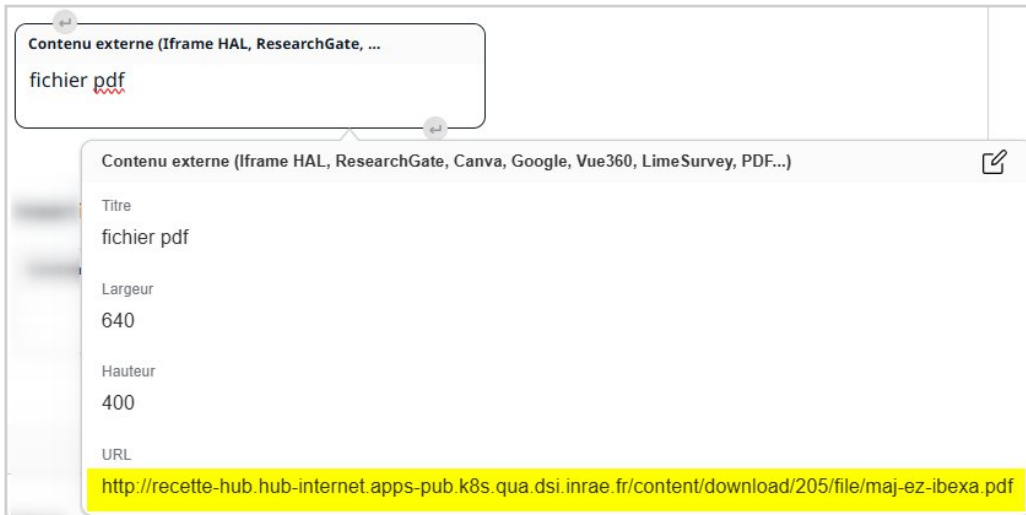 Contenu externe (Iframe HAL, ResearchGate, ...
fichier pdf
Contenu externe (Iframe HAL, ResearchGate, Canva, Google, Vue360, LimeSurvey, PDF...)
Titre
fichier pdf
Largeur
640
Hauteur
400
URL
http://recette-hub.hub-internet.apps-pub.k8s.qua.dsi.inrae.fr/content/download/205/file/maj-ez-ibexa.pdf